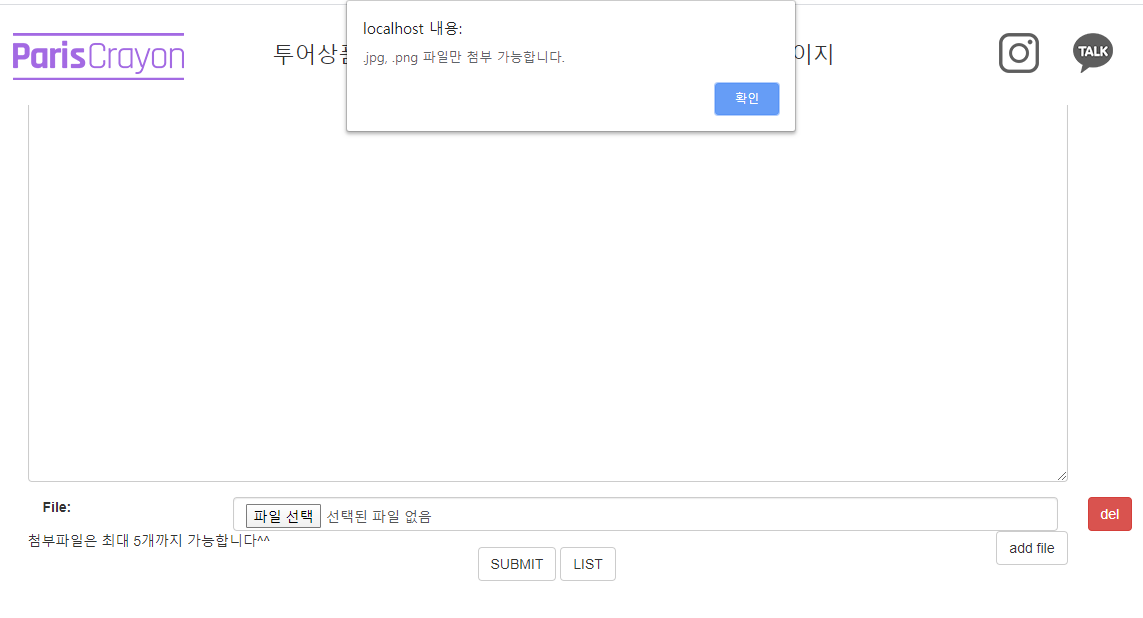 localhost 내용:
.jpg, .png 파일만 첨부 가능합니다.
확인
ParisCrayon
투어상품
이지
TALK
File:
파일 선택 선택된 파일 없음
del
첨부파일은 최대 5개까지 가능합니다^^
add file
SUBMIT LIST